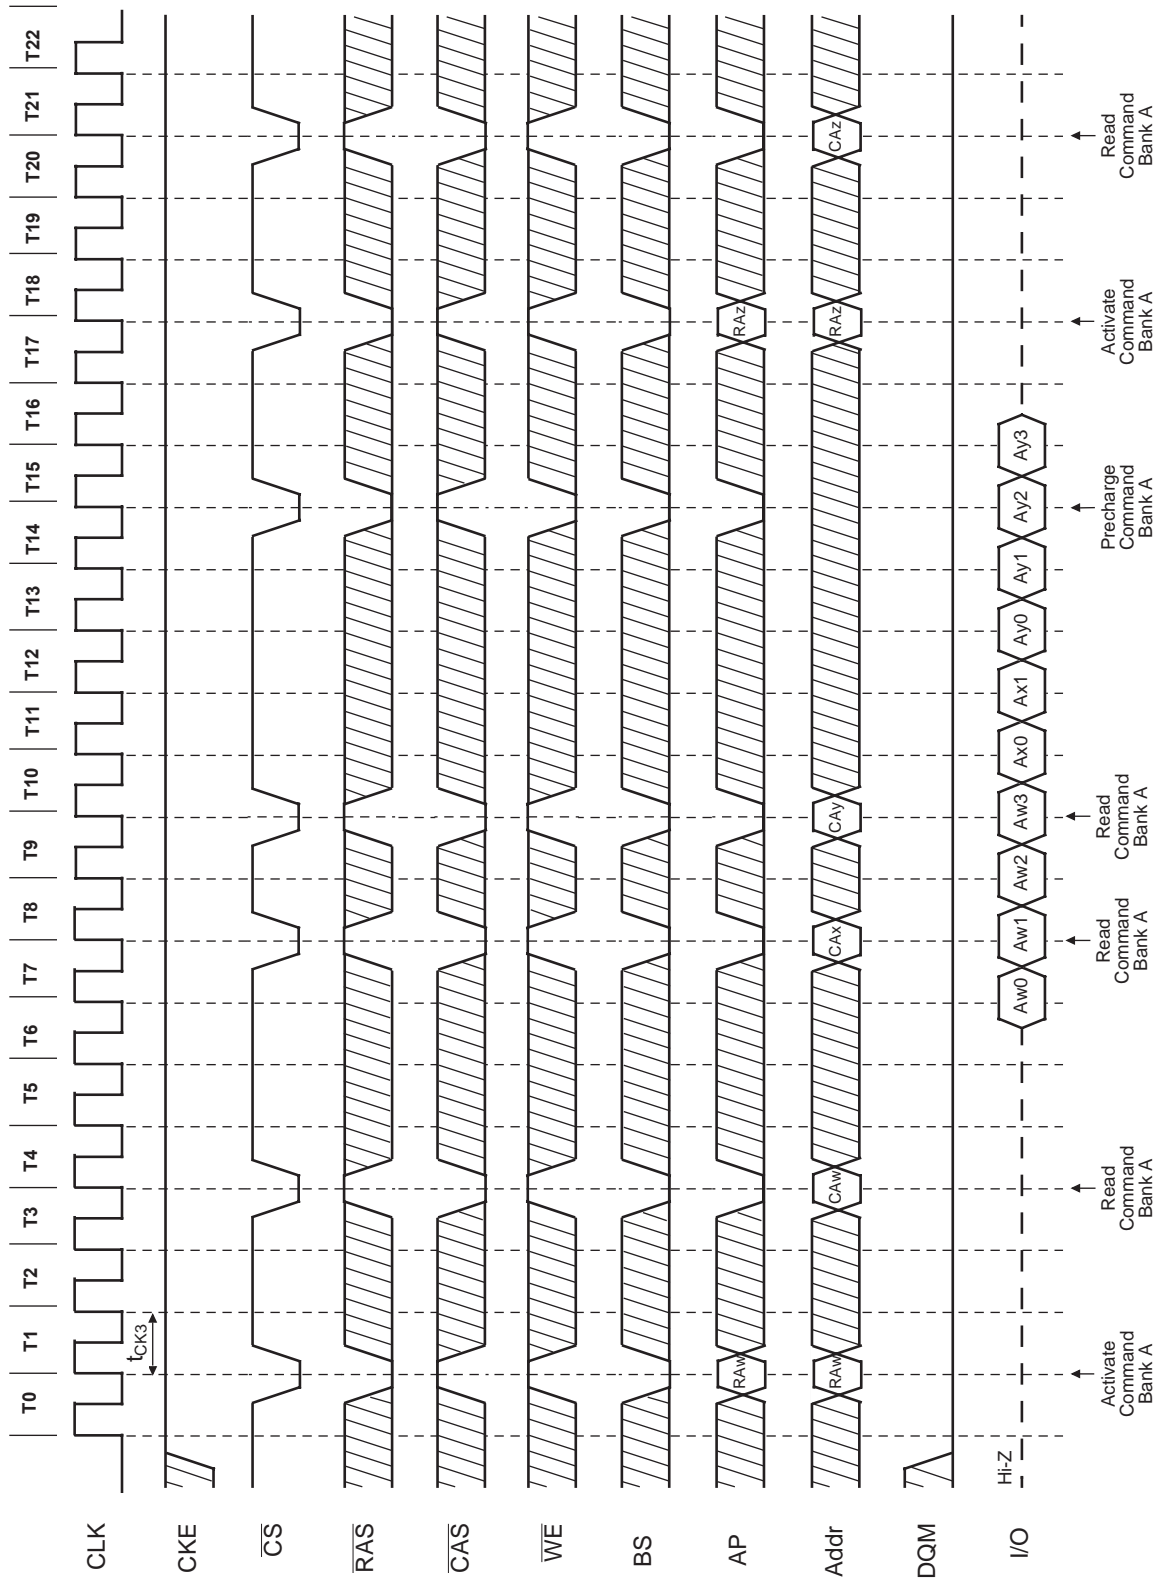 T0 T1 T2 T3 T4 T5 T6 T7 T8 T9 T10 T11 T12 T13 T14 T15 T16 T17 T18 T19 T20 T21 T22
CLK
tCK3
CKE
CS
RAS
CAS
WE
BS
AP
RAw RAz
Addr
RAw CAw CAx CAy RAz CAz
DQM
I/O
Hi-Z
Aw0 Aw1 Aw2 Aw3 Ax0 Ax1 Ay0 Ay1 Ay2 Ay3
Activate
Command
Bank A
Read
Command
Bank A
Read
Command
Bank A
Read
Command
Bank A
Precharge
Command
Bank A
Activate
Command
Bank A
Read
Command
Bank A